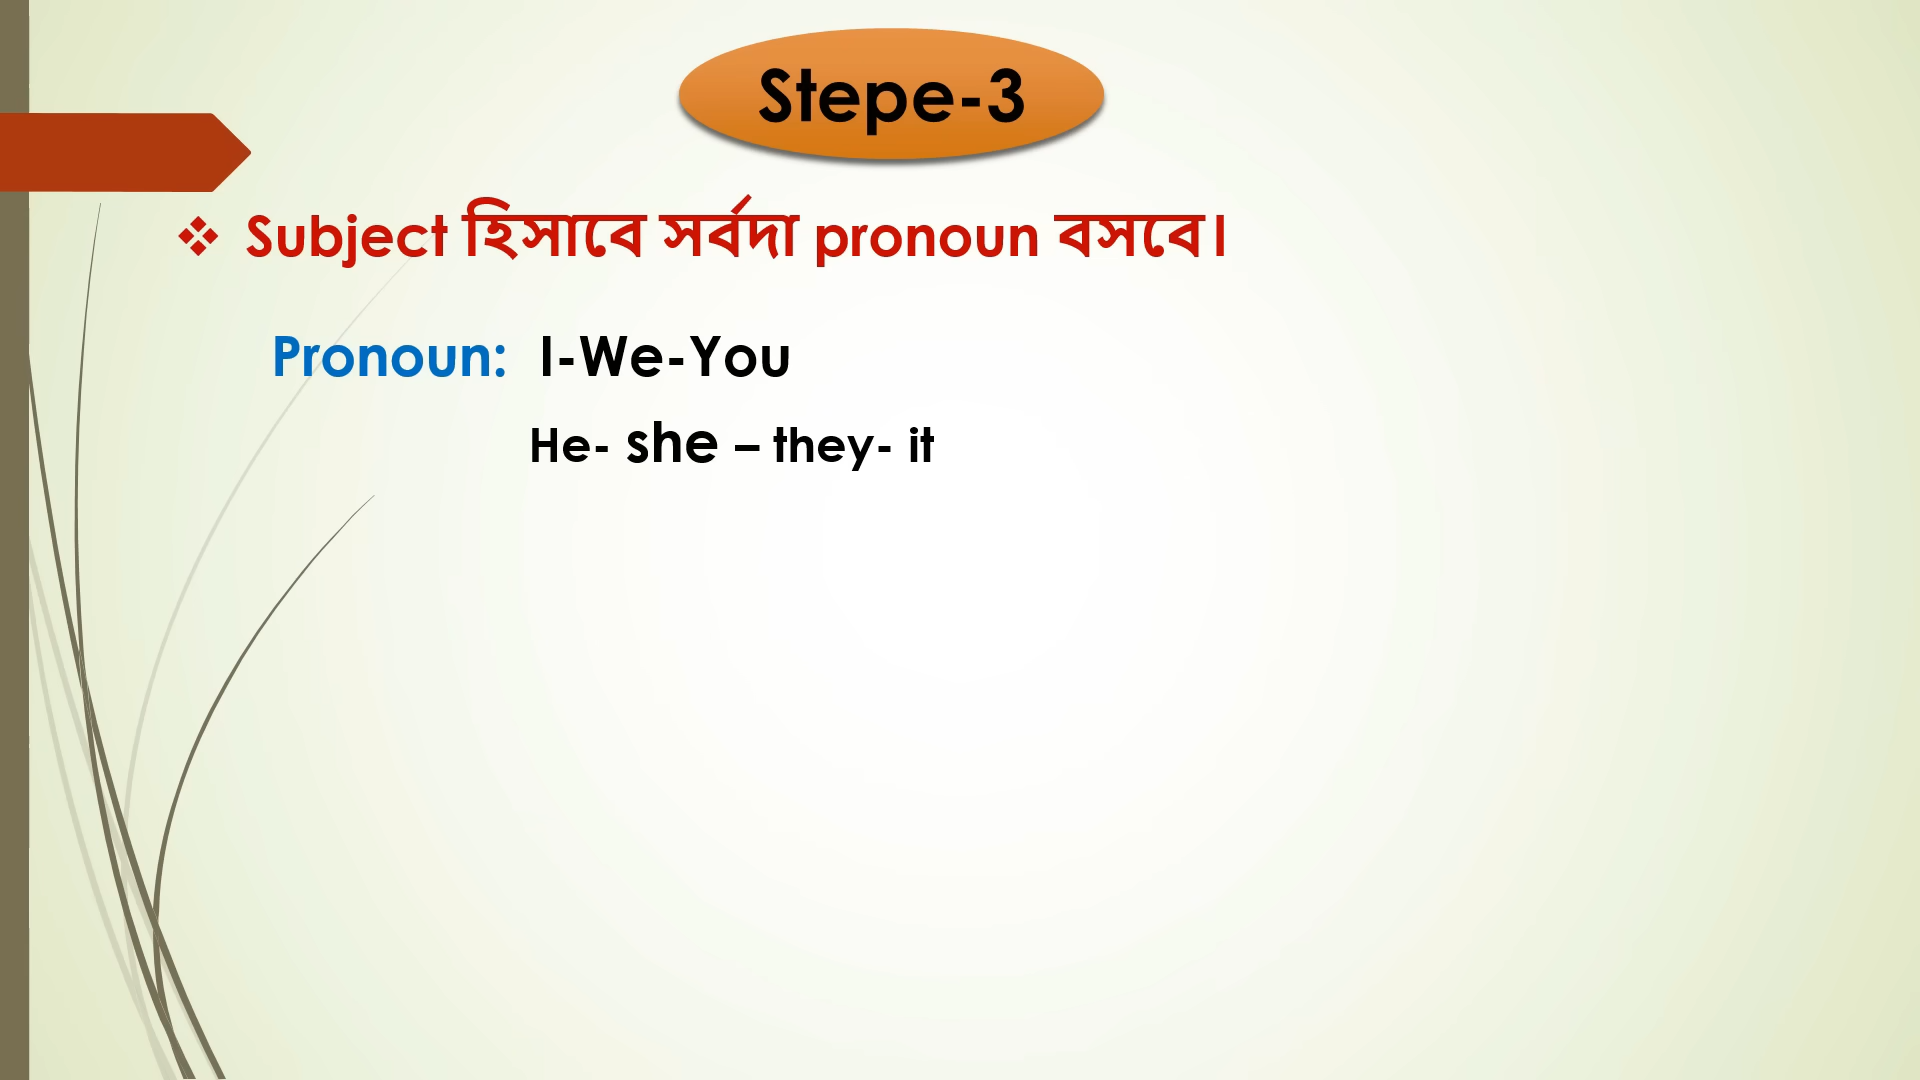 Stepe-3
❖ Subject হিসাবে সর্বদা pronoun বসবে।
Pronoun: I-We-You
He- she – they- it